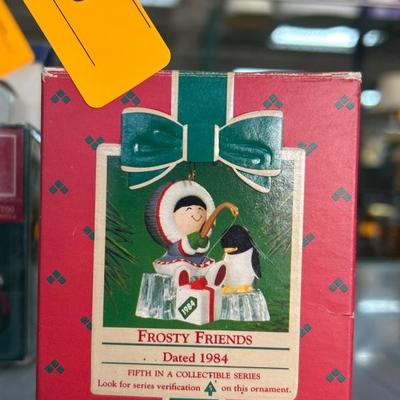 1984
FROSTY FRIENDS
Dated 1984
FIFTH IN A COLLECTIBLE SERIES
Look for series verification on this ornament.